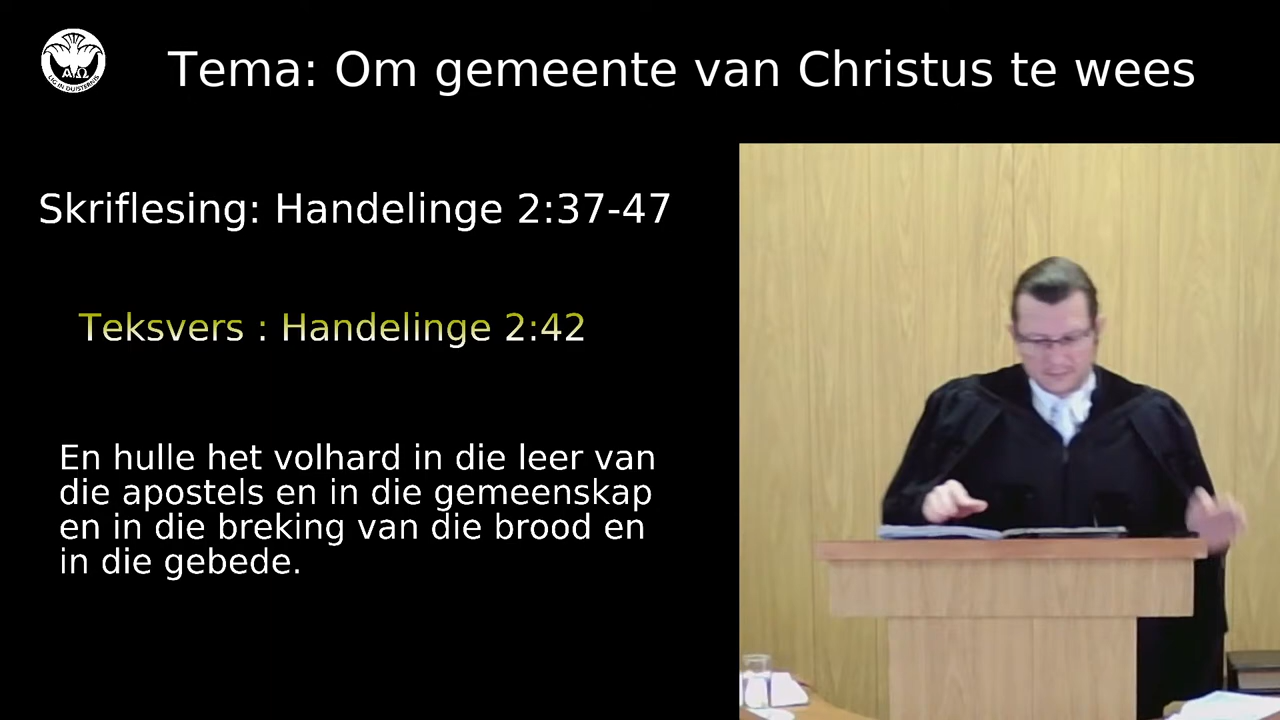 Tema: Om gemeente van Christus te wees
Skriflesing: Handelinge 2:37-47
Teksvers : Handelinge 2:42
En hulle het volhard in die leer van
die apostels en in die gemeenskap
en in die breking van die brood en
in die gebede.